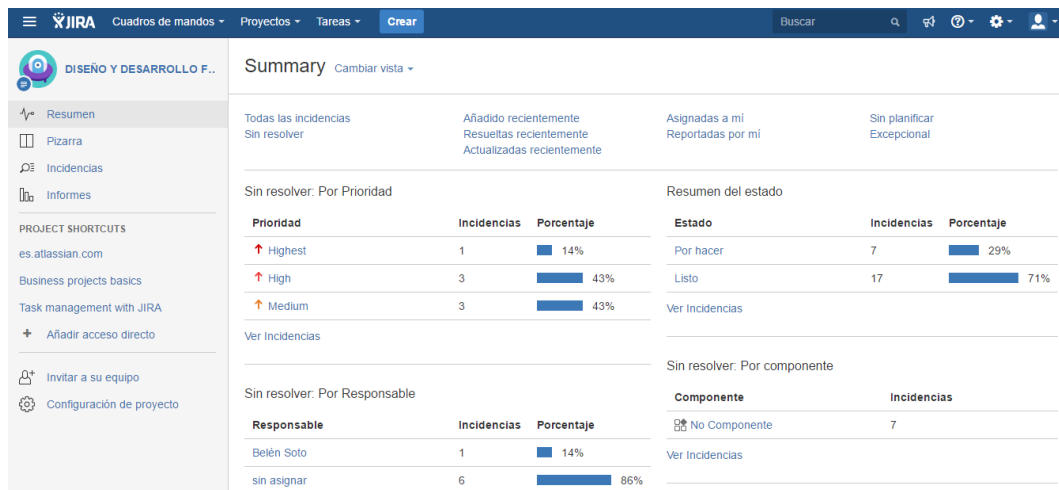 JIRA Cuadros de mandos Proyectos Tareas Crear Buscar
DISEÑO Y DESARROLLO F..
Resumen
Pizarra
Incidencias
Informes
PROJECT SHORTCUTS
es.atlassian.com
Business projects basics
Task management with JIRA
+ Añadir acceso directo
Invitar a su equipo
Configuración de proyecto
Summary Cambiar vista
Todas las incidencias Añadido recientemente Asignadas a mí Sin planificar
Sin resolver Resueltas recientemente Reportadas por mí Excepcional
Actualizadas recientemente
Sin resolver: Por Prioridad
Prioridad Incidencias Porcentaje
Highest 1 14%
High 3 43%
Medium 3 43%
Ver Incidencias
Sin resolver: Por Responsable
Responsable Incidencias Porcentaje
Belén Soto 1 14%
sin asignar 6 86%
Resumen del estado
Estado Incidencias Porcentaje
Por hacer 7 29%
Listo 17 71%
Ver Incidencias
Sin resolver: Por componente
Componente Incidencias
No Componente 7
Ver Incidencias